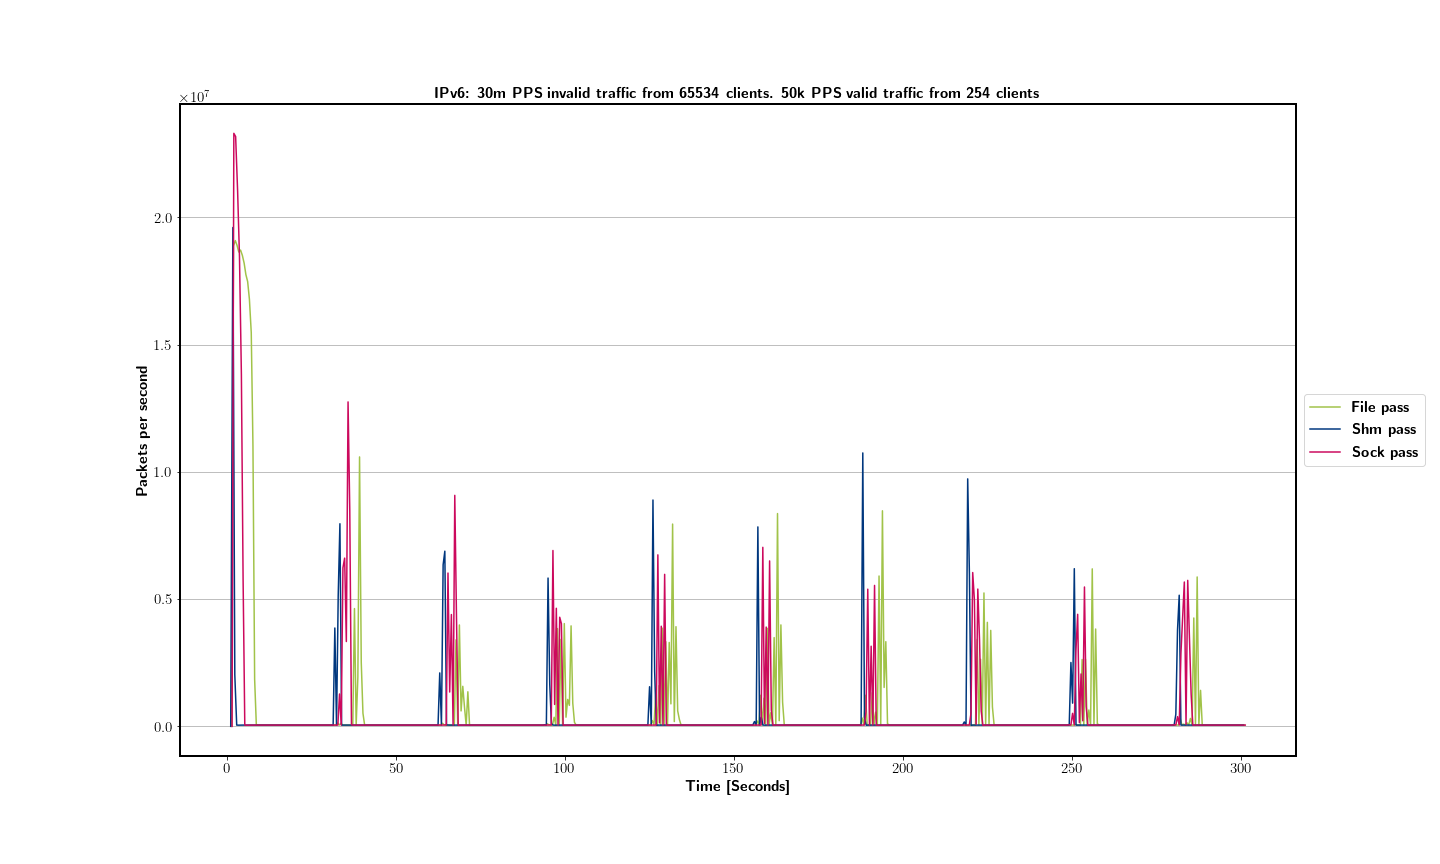 IPv6: 30m PPS invalid traffic from 65534 clients. 50k PPS valid traffic from 254 clients
×10⁷
2.0
1.5
1.0
0.5
0.0
Packets per second
0 50 100 150 200 250 300
Time [Seconds]
File pass
Shm pass
Sock pass